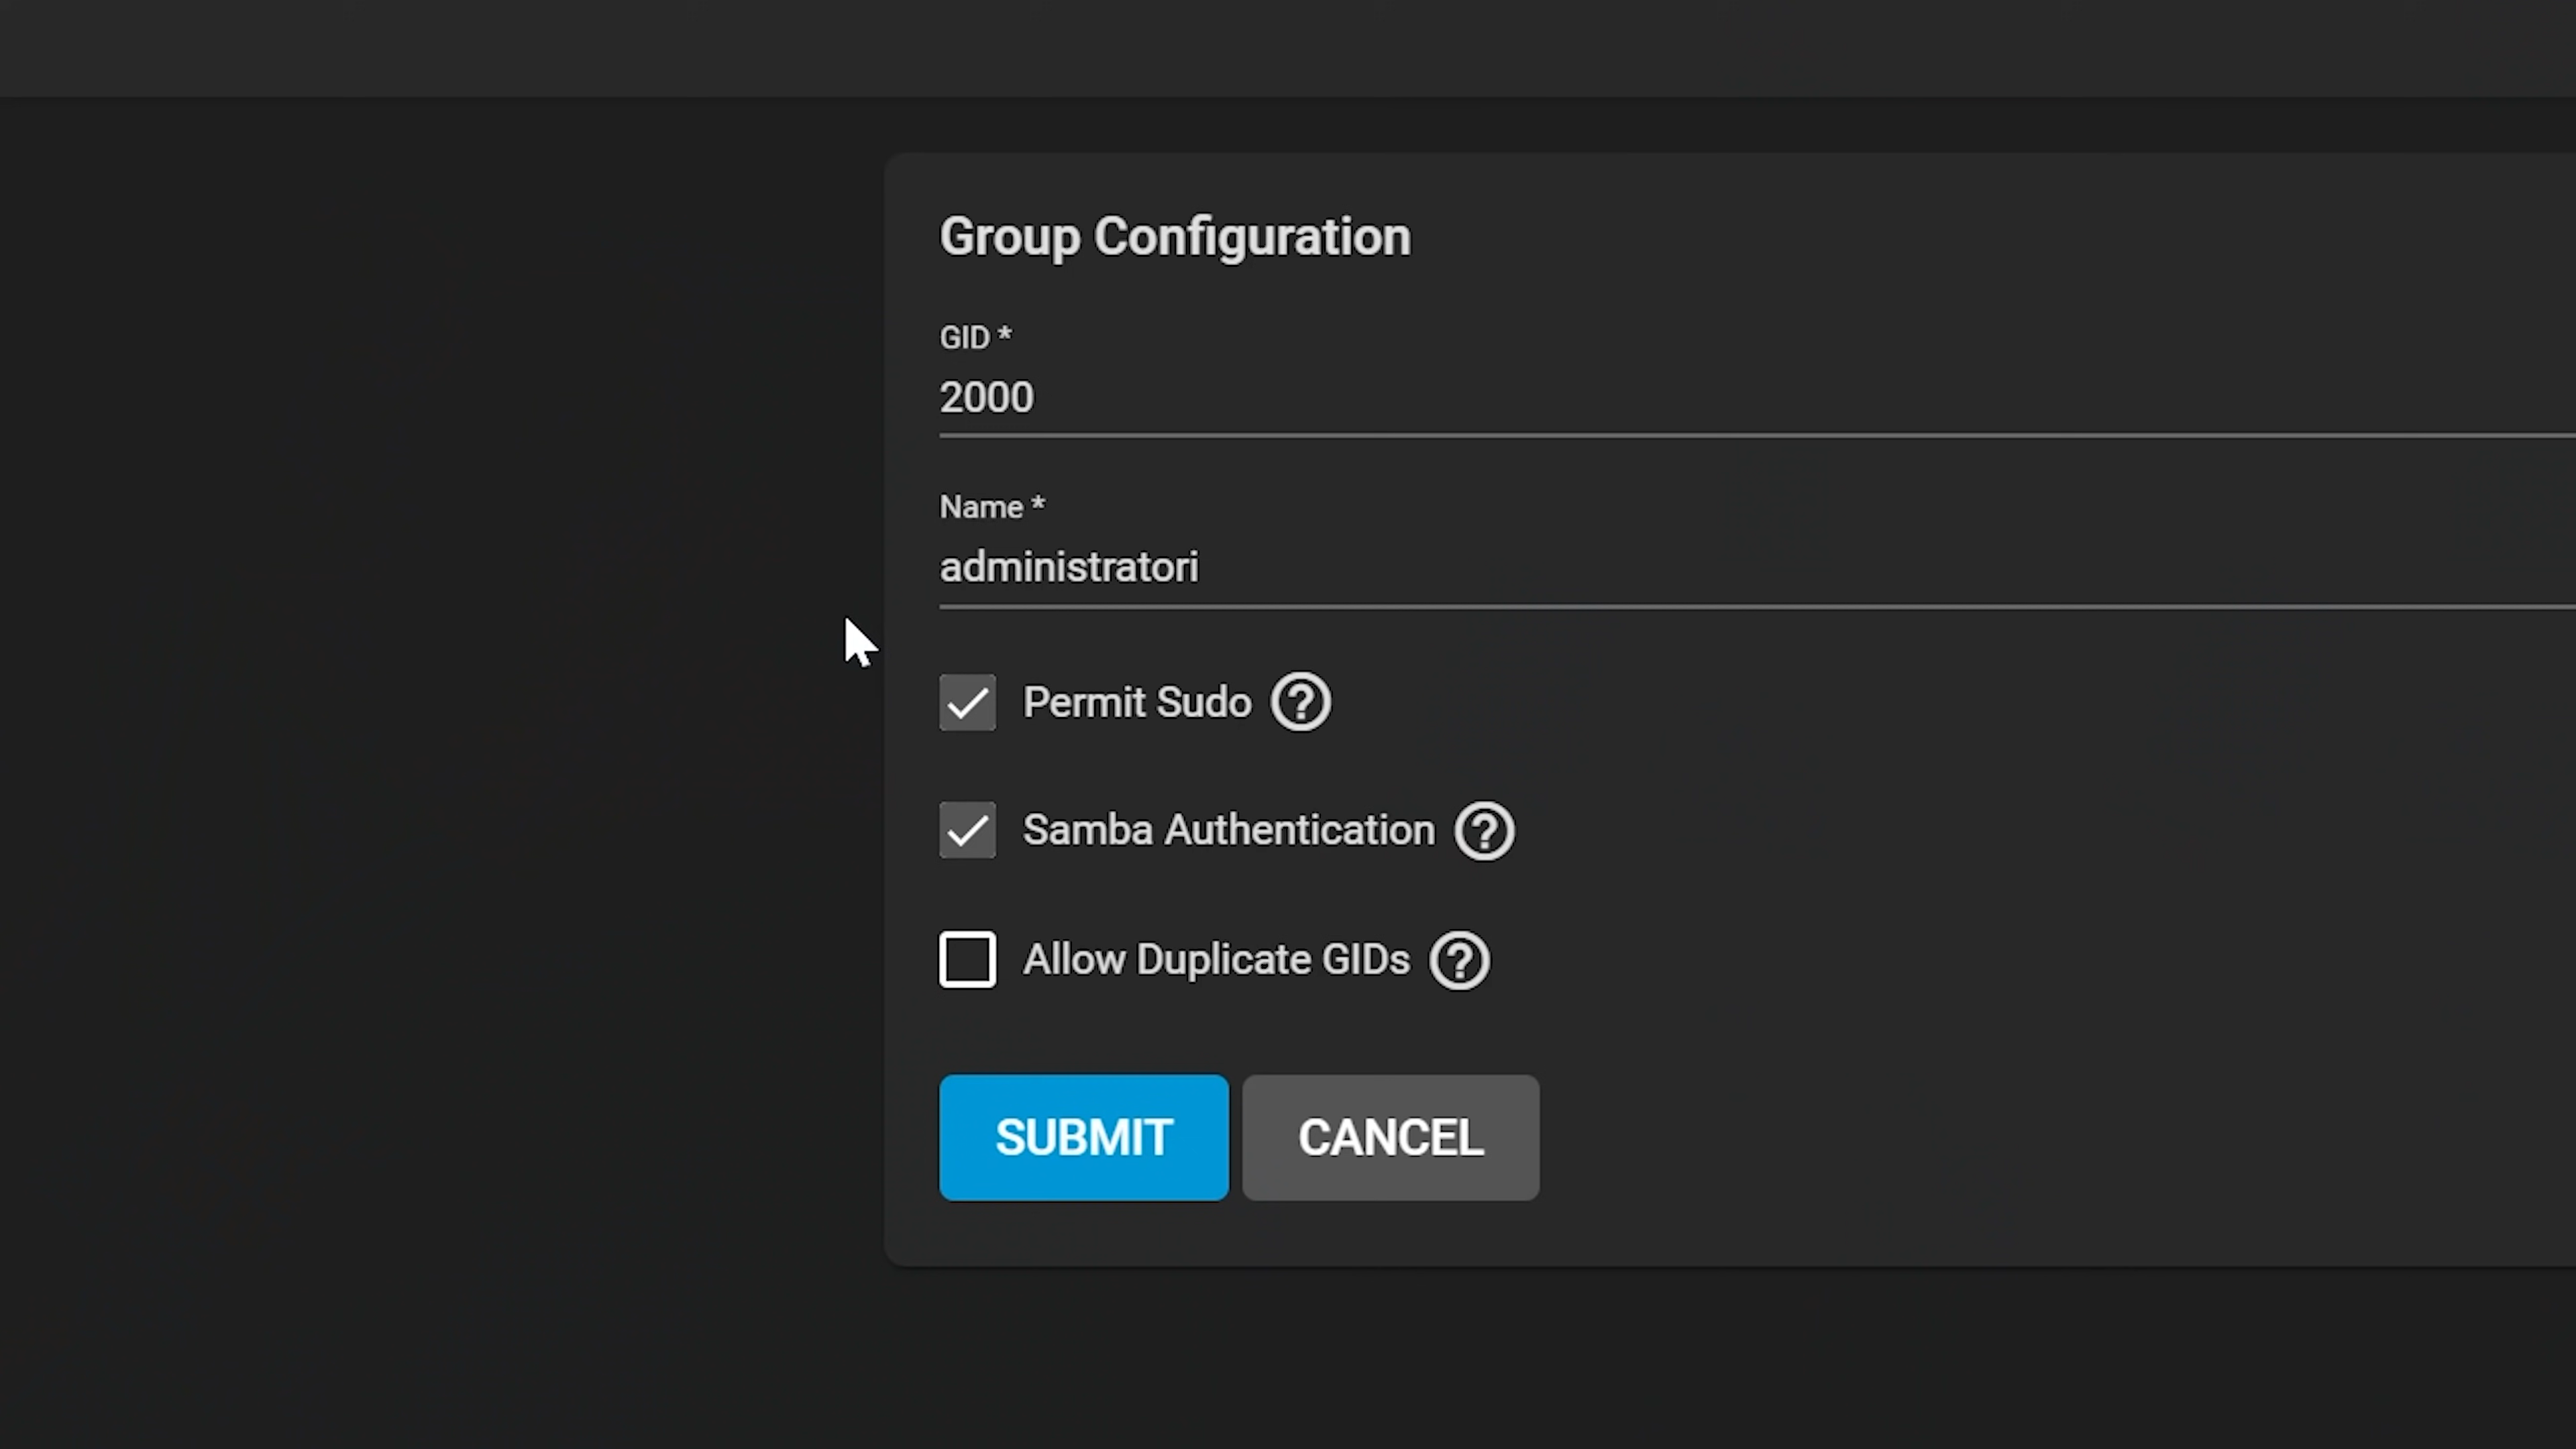 Group Configuration
GID *
2000
Name *
administratori
Permit Sudo
Samba Authentication
Allow Duplicate GIDs
SUBMIT CANCEL